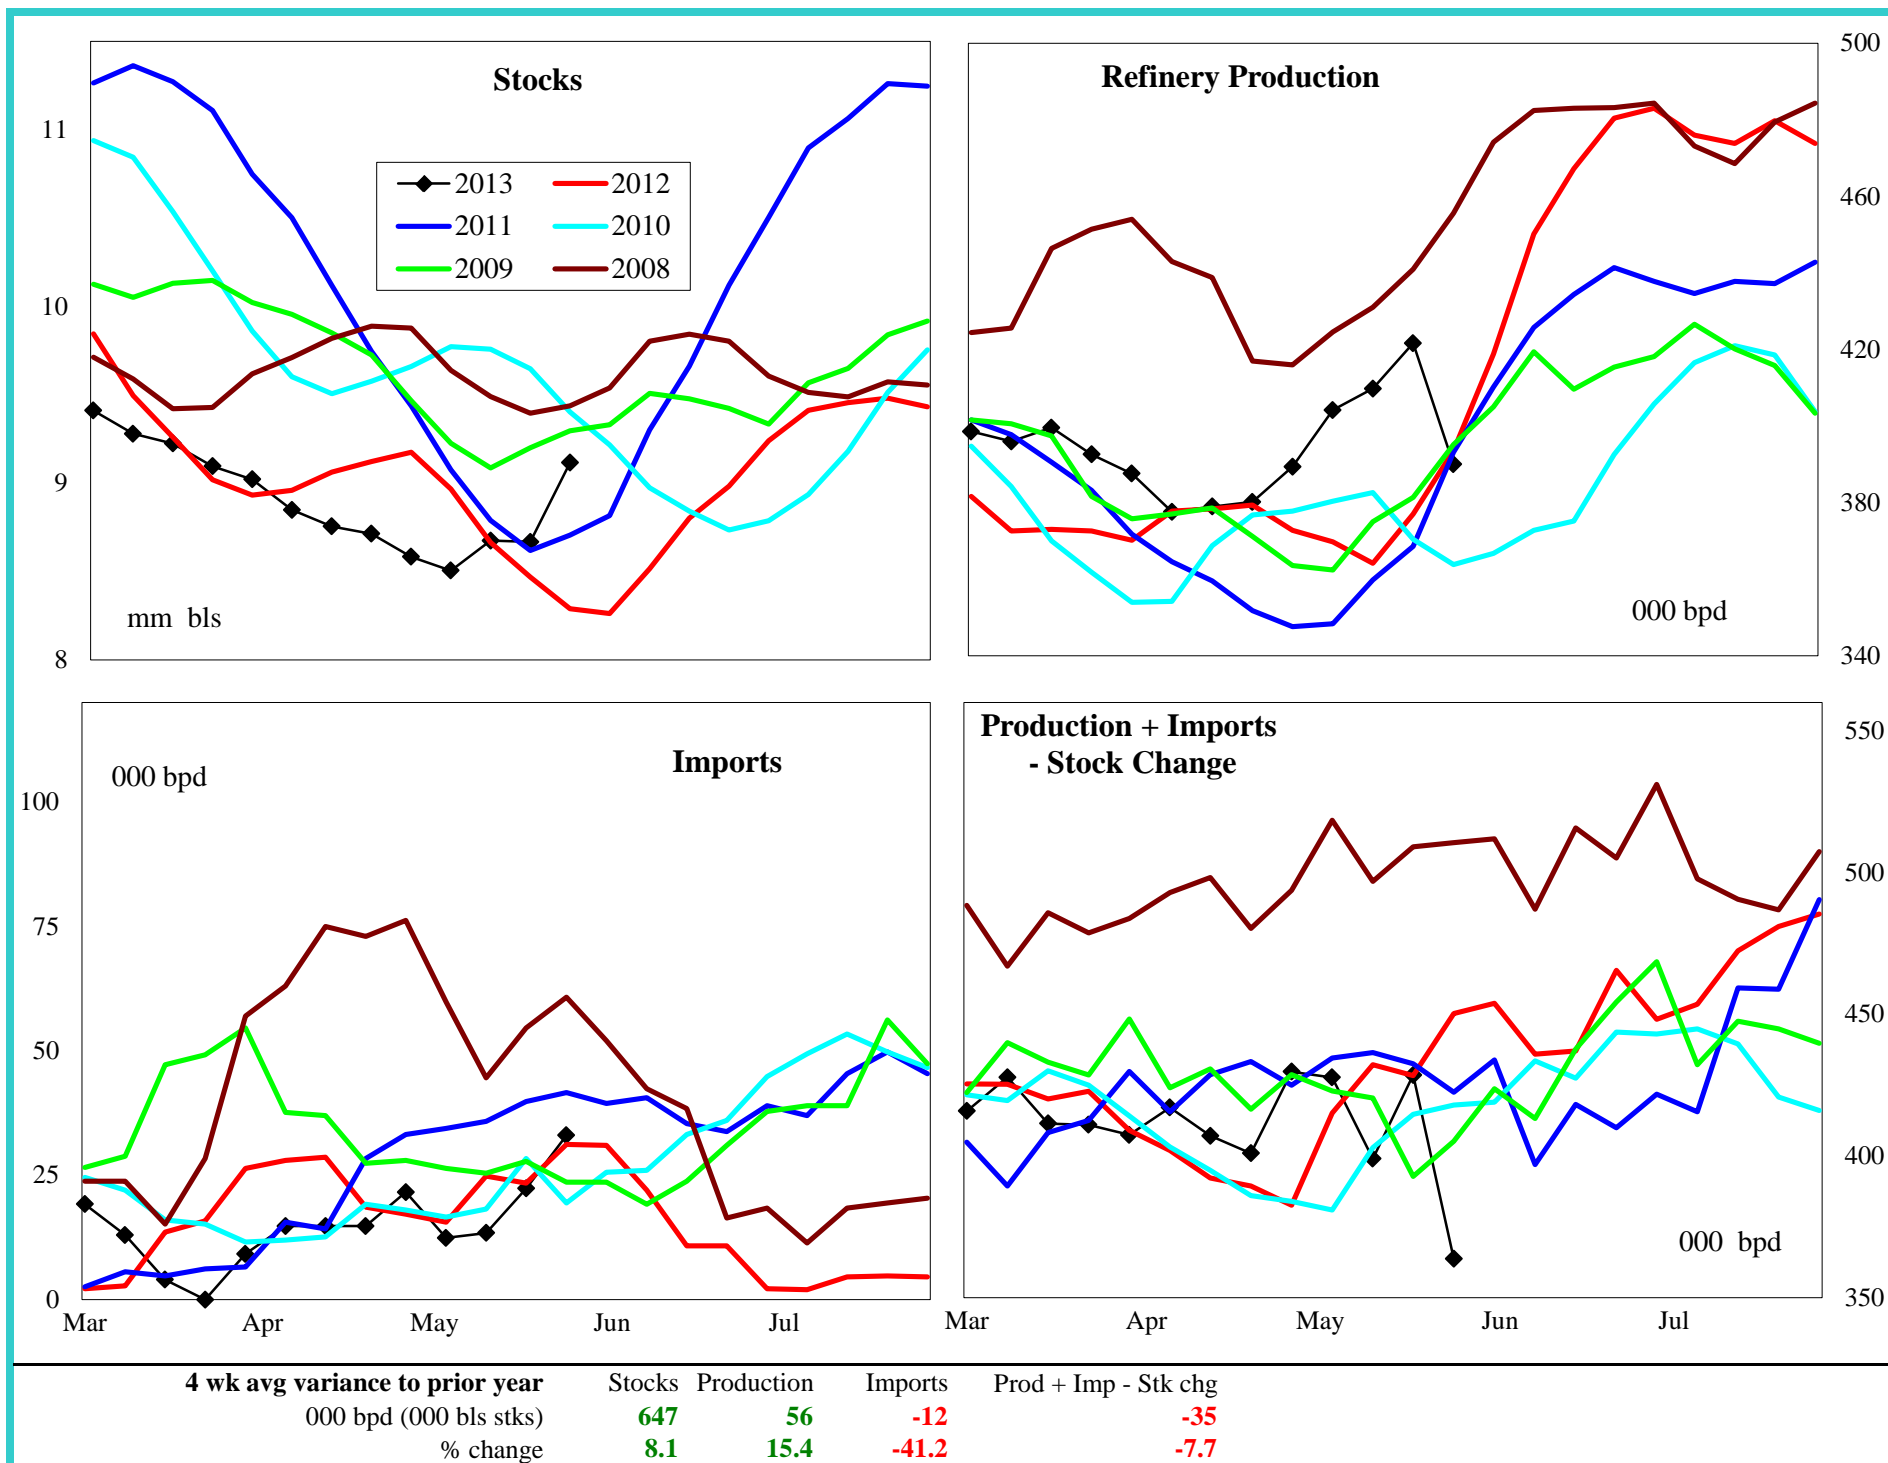 Stocks
11
10
9
8
2013
2012
2011
2010
2009
2008
mm bls
Refinery Production
500
460
420
380
340
000 bpd
Imports
000 bpd
100
75
50
25
0
Mar Apr May Jun Jul
Production + Imports
- Stock Change
550
500
450
400
350
000 bpd
Mar Apr May Jun Jul
4 wk avg variance to prior year Stocks Production Imports Prod + Imp - Stk chg
000 bpd (000 bls stks) 647 56 -12 -35
% change 8.1 15.4 -41.2 -7.7